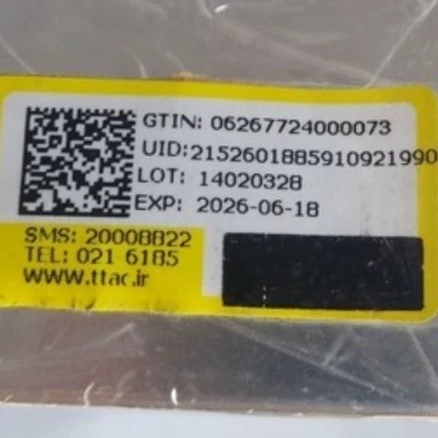 GTIN: 06267724000073
UID:2152601885910921990
LOT: 14020328
EXP: 2026-06-18
SMS: 20008822
TEL: 021 6185
WWW.ttac.ir